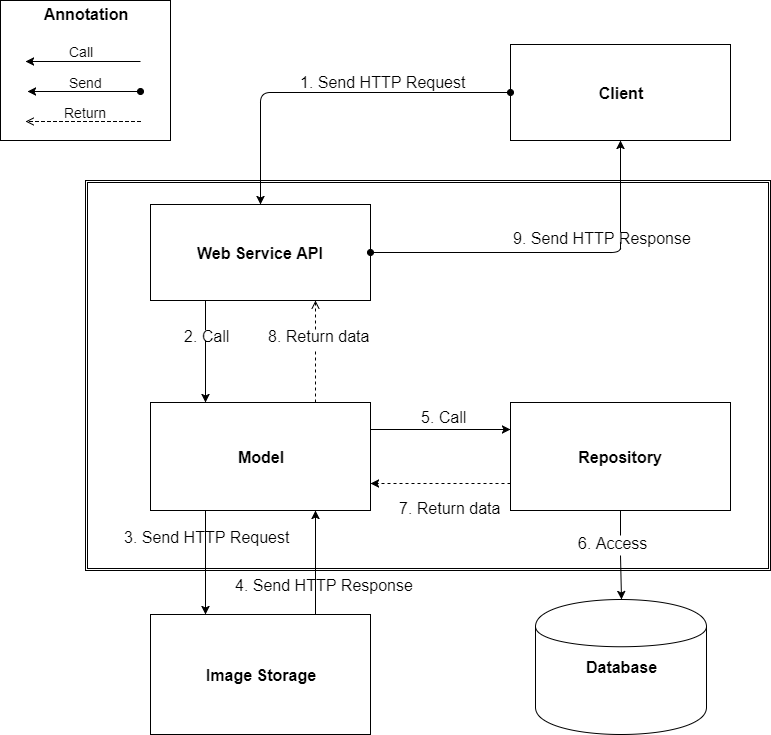 Annotation
Call
Send
Return
Client
1. Send HTTP Request
Web Service API
9. Send HTTP Response
2. Call
8. Return data
Model
5. Call
Repository
7. Return data
3. Send HTTP Request
6. Access
4. Send HTTP Response
Image Storage
Database